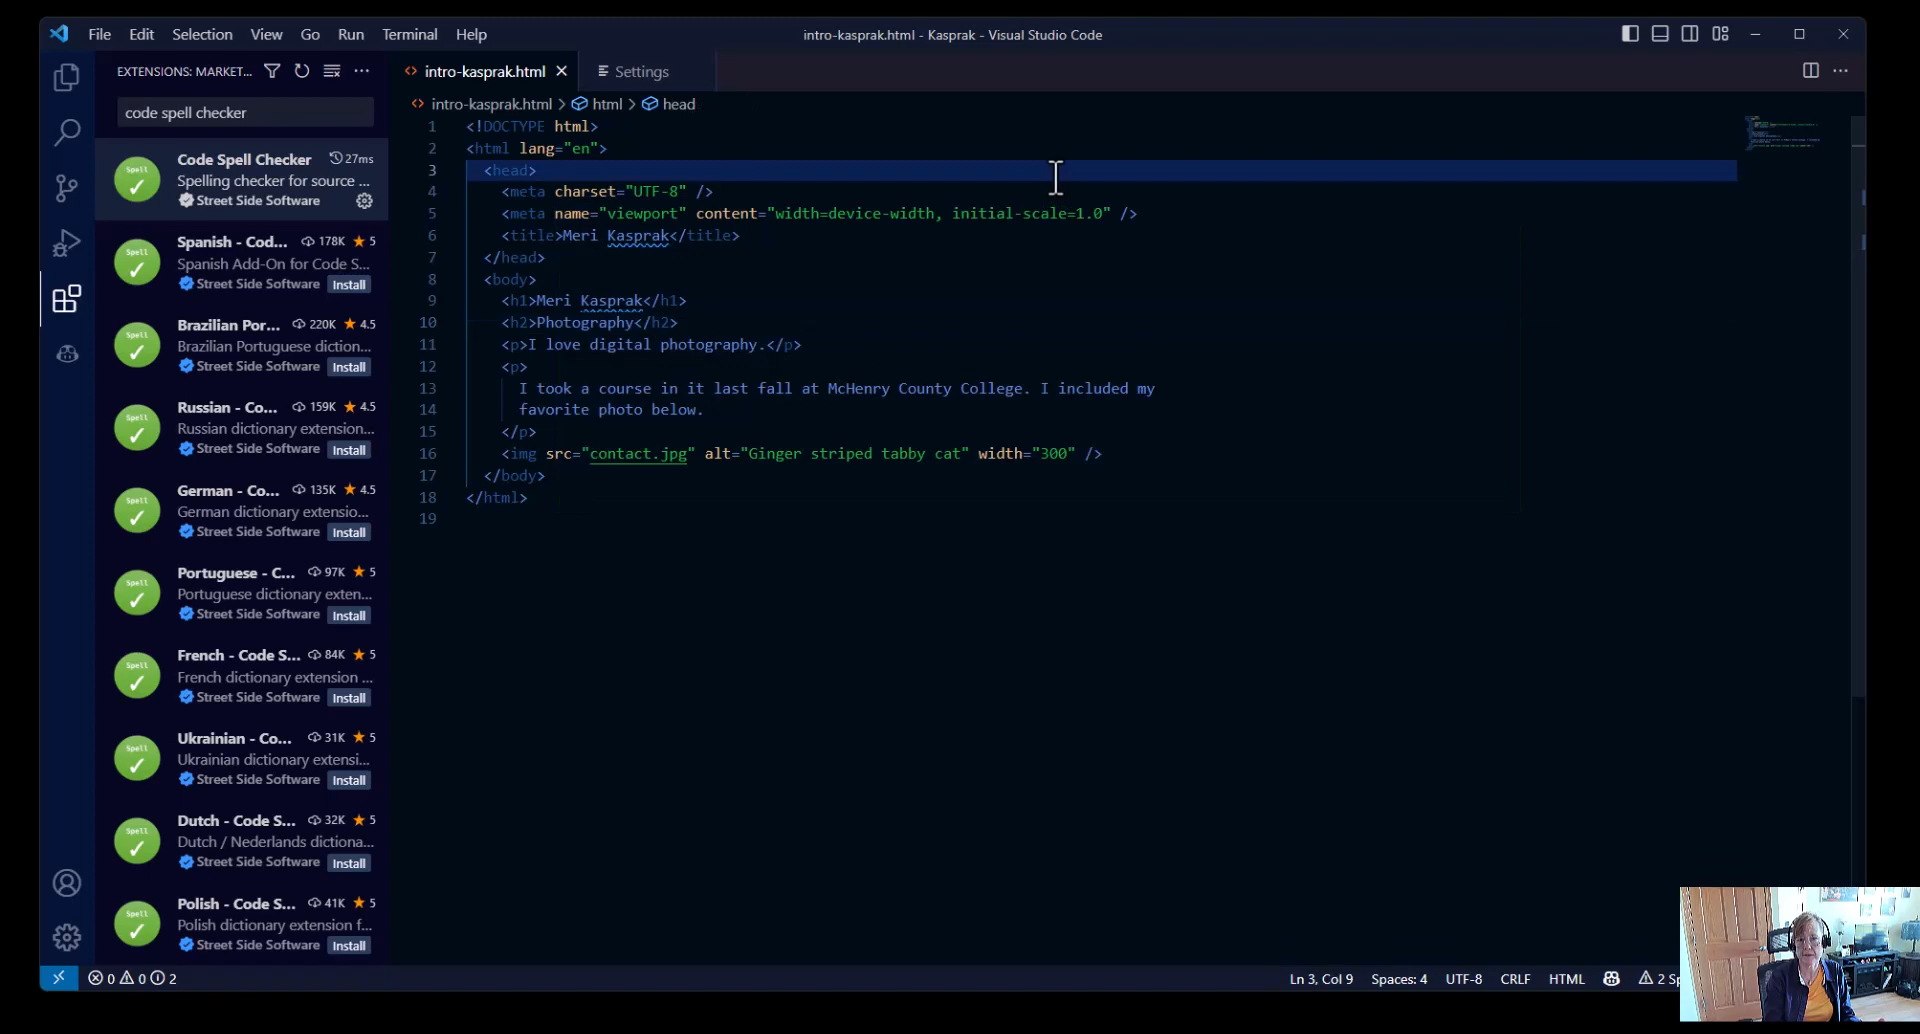 File Edit Selection View Go Run Terminal Help
intro-kasprak.html - Kasprak - Visual Studio Code
EXTENSIONS: MARKET...
code spell checker
Code Spell Checker 27ms
Spelling checker for source ...
Street Side Software
Spanish - Cod... 178K 5
Spanish Add-On for Code S...
Street Side Software Install
Brazilian Por... 220K 4.5
Brazilian Portuguese diction...
Street Side Software Install
Russian - Co... 159K 4.5
Russian dictionary extension...
Street Side Software Install
German - Co... 135K 4.5
German dictionary extensio...
Street Side Software Install
Portuguese - C... 97K 5
Portuguese dictionary exten...
Street Side Software Install
French - Code S... 84K 5
French dictionary extension ...
Street Side Software Install
Ukrainian - Co... 31K 5
Ukrainian dictionary extensi...
Street Side Software Install
Dutch - Code S... 32K 5
Dutch / Nederlands dictiona...
Street Side Software Install
Polish - Code S... 41K 5
Polish dictionary extension f...
Street Side Software Install
intro-kasprak.html Settings
intro-kasprak.html > html > head
1 <!DOCTYPE html>
2 <html lang="en">
3 <head>
4 <meta charset="UTF-8" />
5 <meta name="viewport" content="width=device-width, initial-scale=1.0" />
6 <title>Meri Kasprak</title>
7 </head>
8 <body>
9 <h1>Meri Kasprak</h1>
10 <h2>Photography</h2>
11 <p>I love digital photography.</p>
12 <p>
13 I took a course in it last fall at McHenry County College. I included my
14 favorite photo below.
15 </p>
16 <img src="contact.jpg" alt="Ginger striped tabby cat" width="300" />
17 </body>
18 </html>
19
0 0 2
Ln 3, Col 9 Spaces: 4 UTF-8 CRLF HTML 2 Sp